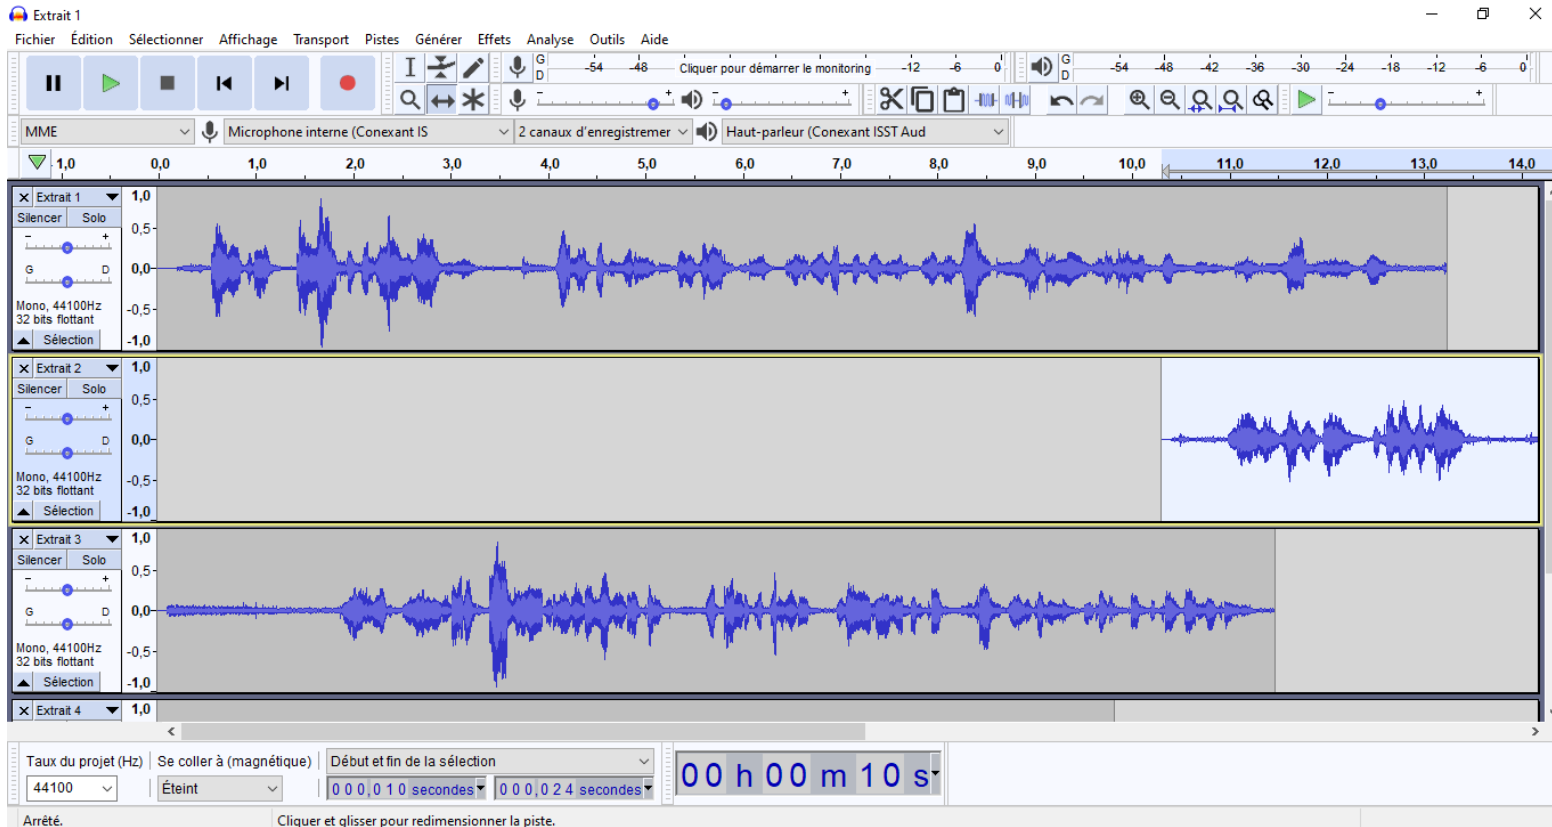 Extrait 1
Fichier Édition Sélectionner Affichage Transport Pistes Générer Effets Analyse Outils Aide
G D -54 -48 Cliquer pour démarrer le monitoring -12 -6 0 G D -54 -48 -42 -36 -30 -24 -18 -12 -6 0
- + - + - +
MME Microphone interne (Conexant IS 2 canaux d'enregistremer Haut-parleur (Conexant ISST Aud
1,0 0,0 1,0 2,0 3,0 4,0 5,0 6,0 7,0 8,0 9,0 10,0 11,0 12,0 13,0 14,0
Extrait 1 1,0
Silencer Solo
0,5
- +
G D 0,0
Mono, 44100Hz
32 bits flottant -0,5
Sélection -1,0
Extrait 2 1,0
Silencer Solo
0,5
- +
G D 0,0
Mono, 44100Hz
32 bits flottant -0,5
Sélection -1,0
Extrait 3 1,0
Silencer Solo
0,5
- +
G D 0,0
Mono, 44100Hz
32 bits flottant -0,5
Sélection -1,0
Extrait 4 1,0
Taux du projet (Hz) Se coller à (magnétique) Début et fin de la sélection
44100 Éteint 000,010 secondes 000,024 secondes 00 h 00 m 10 s
Arrêté. Cliquer et glisser pour redimensionner la piste.